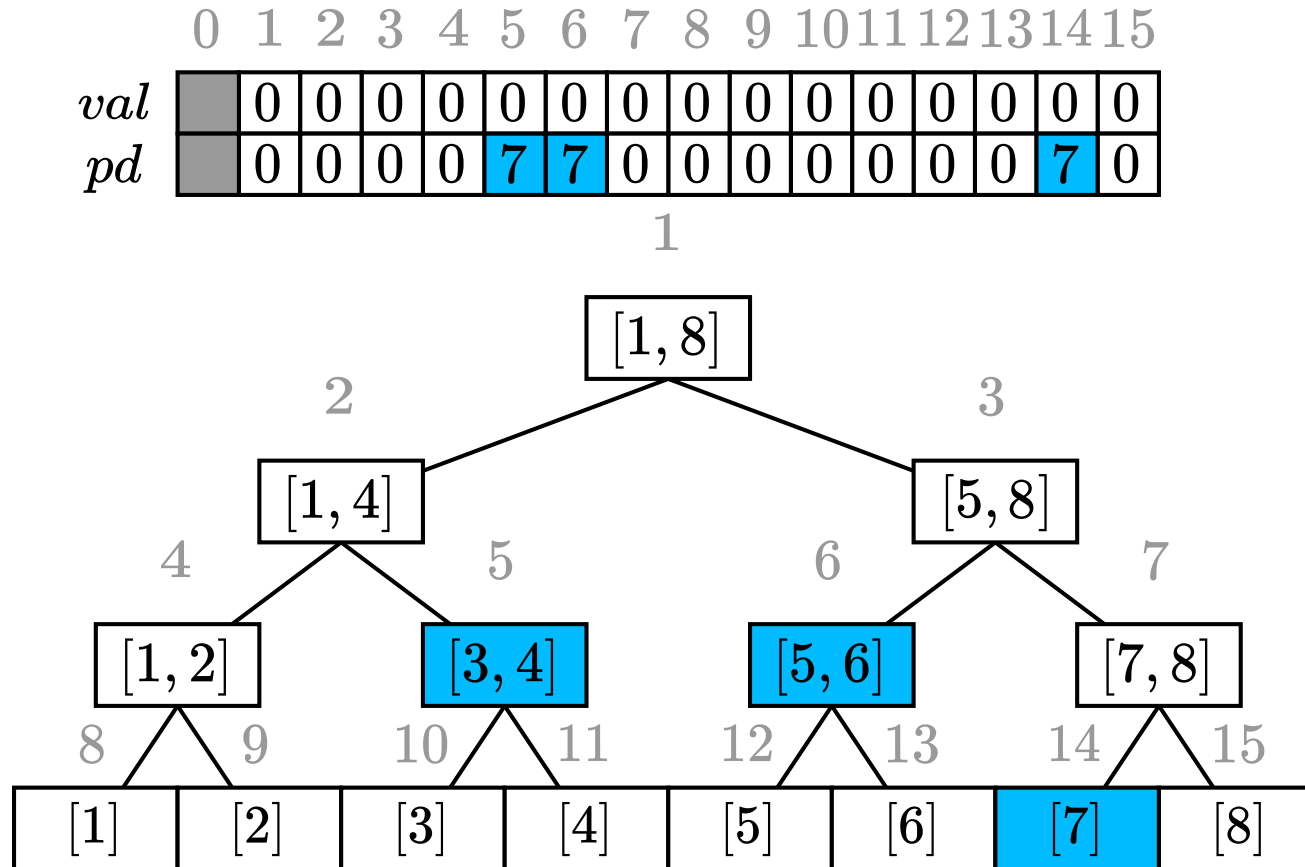 0 1 2 3 4 5 6 7 8 9 10 11 12 13 14 15
val 0 0 0 0 0 0 0 0 0 0 0 0 0 0 0
pd 0 0 0 0 7 7 0 0 0 0 0 0 0 7 0
1
[1, 8]
2 3
[1, 4] [5, 8]
4 5 6 7
[1, 2] [3, 4] [5, 6] [7, 8]
8 9 10 11 12 13 14 15
[1] [2] [3] [4] [5] [6] [7] [8]